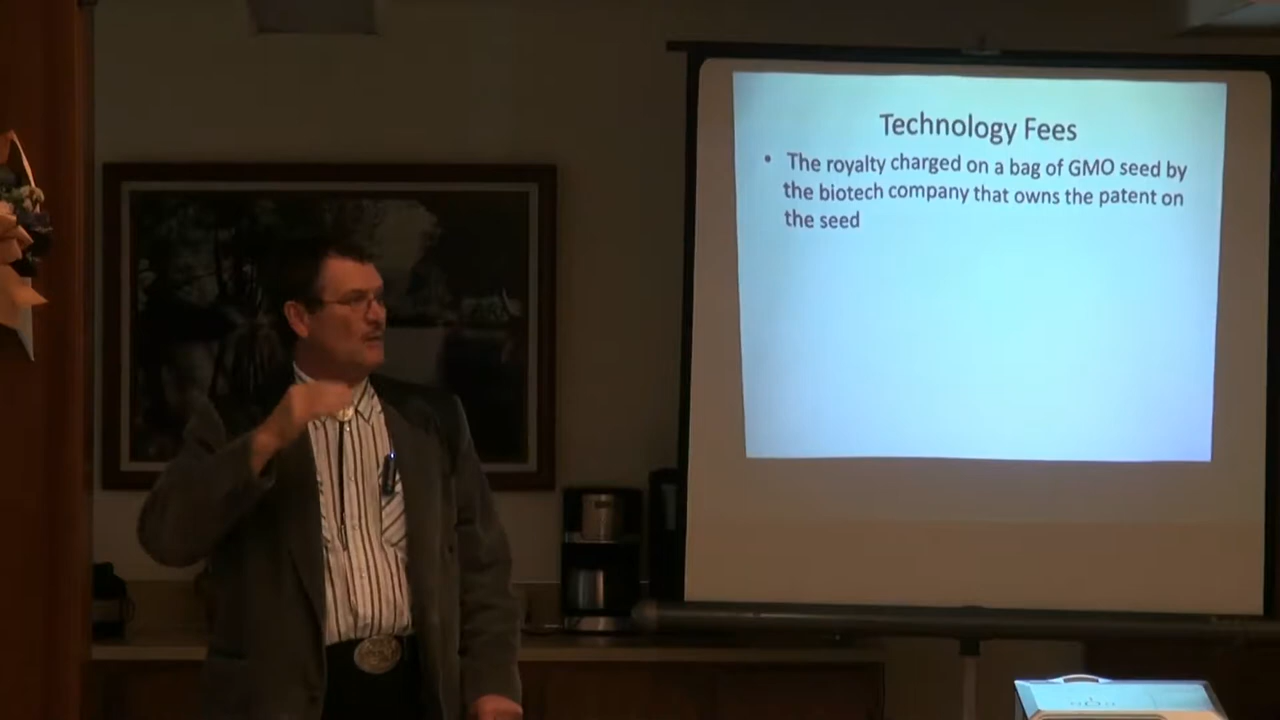 Technology Fees
• The royalty charged on a bag of GMO seed by
the biotech company that owns the patent on
the seed